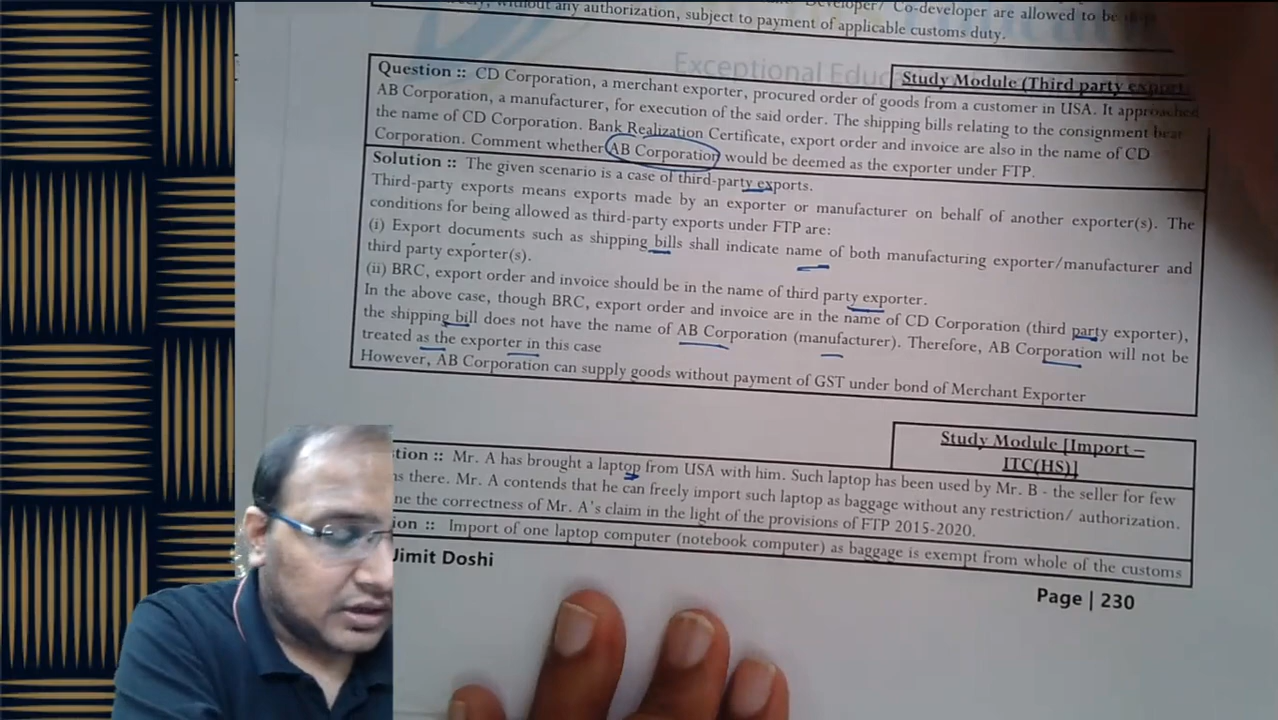 Developer/ Co-developer are allowed to be
without any authorization, subject to payment of applicable customs duty.
Exceptional Educ
Study Module (Third party export
Question :: CD Corporation, a merchant exporter, procured order of goods from a customer in USA. It approached
AB Corporation, a manufacturer, for execution of the said order. The shipping bills relating to the consignment bear
the name of CD Corporation. Bank Realization Certificate, export order and invoice are also in the name of CD
Corporation. Comment whether AB Corporation would be deemed as the exporter under FTP.
Solution :: The given scenario is a case of third-party exports.
Third-party exports means exports made by an exporter or manufacturer on behalf of another exporter(s). The
conditions for being allowed as third-party exports under FTP are:
(i) Export documents such as shipping bills shall indicate name of both manufacturing exporter/manufacturer and
third party exporter(s).
(ii) BRC, export order and invoice should be in the name of third party exporter.
In the above case, though BRC, export order and invoice are in the name of CD Corporation (third party exporter),
the shipping bill does not have the name of AB Corporation (manufacturer). Therefore, AB Corporation will not be
treated as the exporter in this case
However, AB Corporation can supply goods without payment of GST under bond of Merchant Exporter
Study Module [Import –
ITC(HS)]
tion :: Mr. A has brought a laptop from USA with him. Such laptop has been used by Mr. B - the seller for few
hs there. Mr. A contends that he can freely import such laptop as baggage without any restriction/ authorization.
ne the correctness of Mr. A's claim in the light of the provisions of FTP 2015-2020.
ion :: Import of one laptop computer (notebook computer) as baggage is exempt from whole of the customs
Jimit Doshi
Page | 230